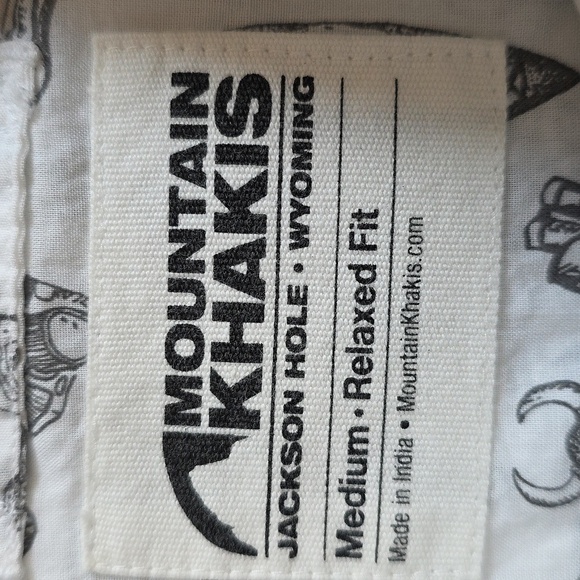 MOUNTAIN
KHAKIS
JACKSON HOLE • WYOMING
Medium • Relaxed Fit
Made in India • MountainKhakis.com